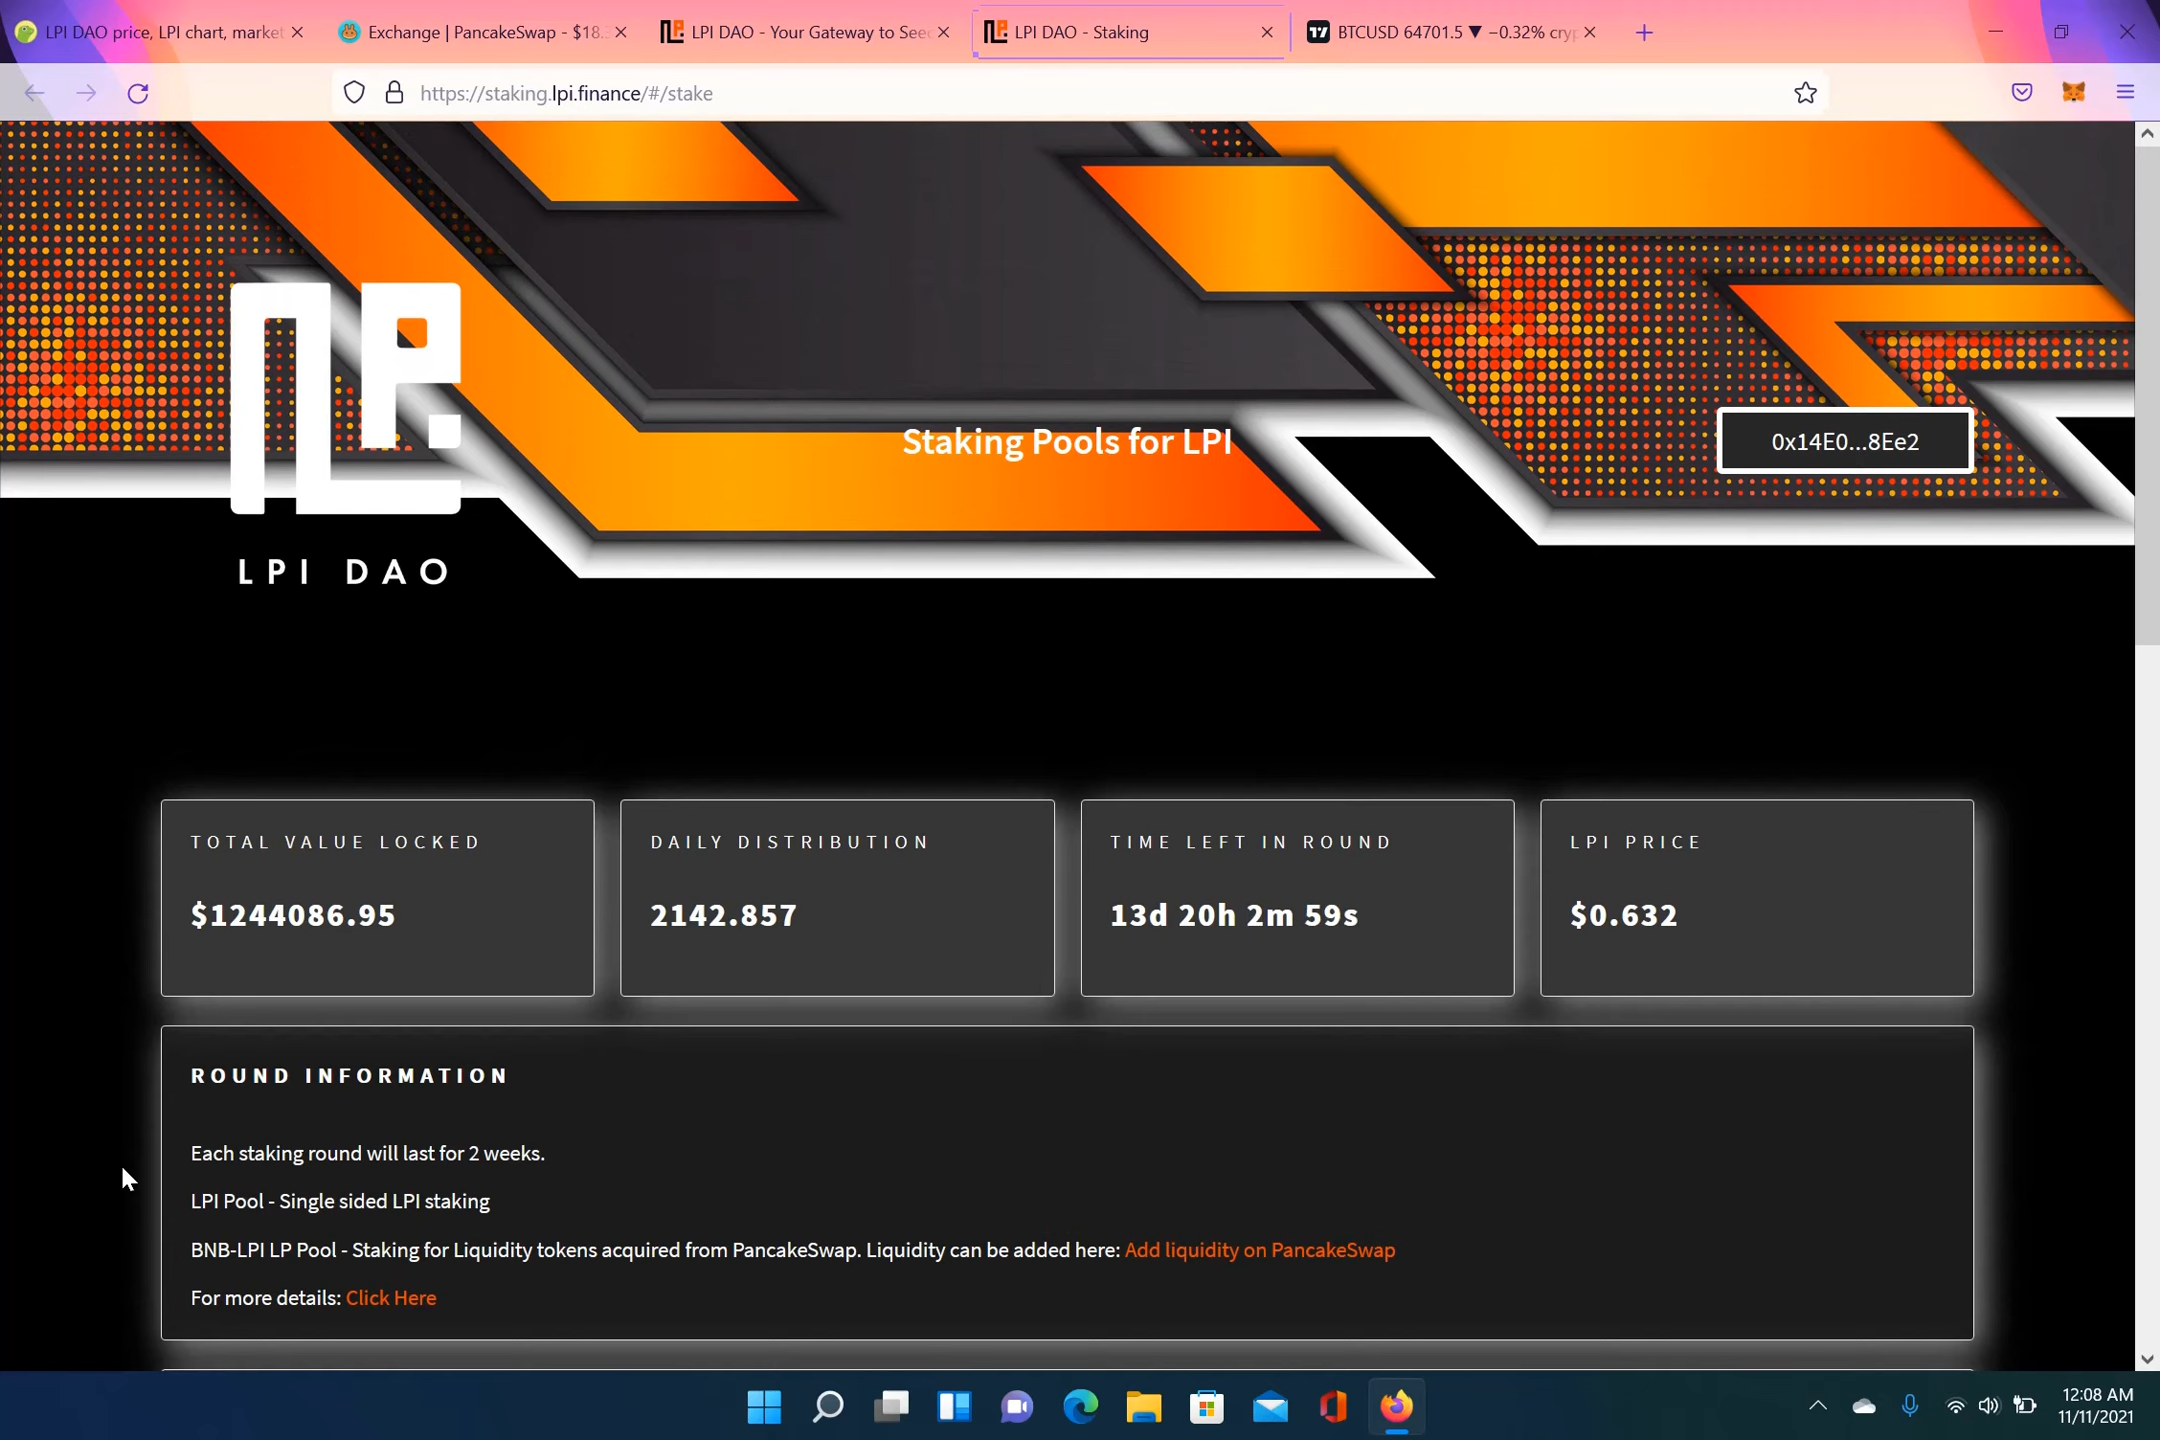 LPI DAO price, LPI chart, market
Exchange | PancakeSwap - $18.
LPI DAO - Your Gateway to See
LPI DAO - Staking
BTCUSD 64701.5 ▼ −0.32% cryp
https://staking.lpi.finance/#/stake
Staking Pools for LPI
0x14E0...8Ee2
LPI DAO
TOTAL VALUE LOCKED
$1244086.95
DAILY DISTRIBUTION
2142.857
TIME LEFT IN ROUND
13d 20h 2m 59s
LPI PRICE
$0.632
ROUND INFORMATION
Each staking round will last for 2 weeks.
LPI Pool - Single sided LPI staking
BNB-LPI LP Pool - Staking for Liquidity tokens acquired from PancakeSwap. Liquidity can be added here: Add liquidity on PancakeSwap
For more details: Click Here
12:08 AM
11/11/2021